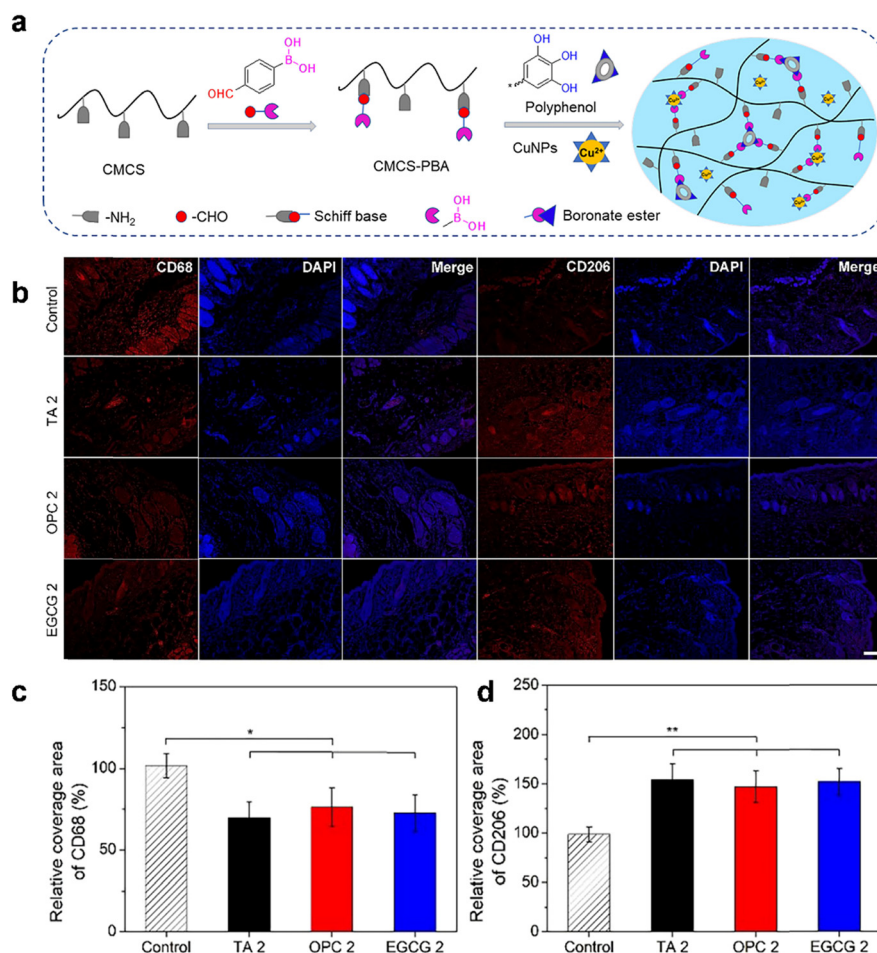 a
OH
HO B
OHC
CMCS
CMCS-PBA
OH
OH
OH
Polyphenol
CuNPs
Cu²⁺
-NH₂
-CHO
Schiff base
HO B OH
Boronate ester
b
CD68 DAPI Merge CD206 DAPI Merge
Control
TA 2
OPC 2
EGCG 2
c
Relative coverage area
of CD68 (%)
150
100
50
0
*
Control TA 2 OPC 2 EGCG 2
d
Relative coverage area
of CD206 (%)
250
200
150
100
50
0
**
Control TA 2 OPC 2 EGCG 2